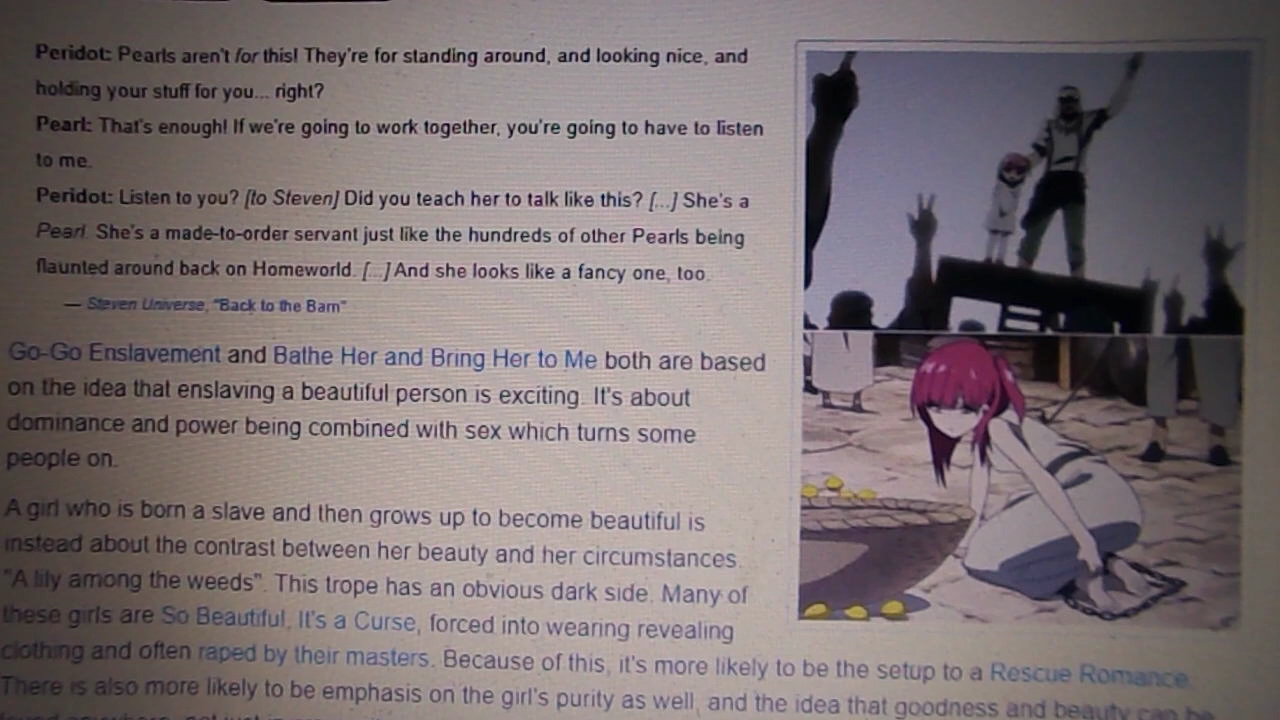 Peridot: Pearls aren't for this! They're for standing around, and looking nice, and
holding your stuff for you... right?
Pearl: That's enough! If we're going to work together, you're going to have to listen
to me.
Peridot: Listen to you? [to Steven] Did you teach her to talk like this? [...] She's a
Pearl. She's a made-to-order servant just like the hundreds of other Pearls being
flaunted around back on Homeworld. [...] And she looks like a fancy one, too.
— Steven Universe, "Back to the Barn"
Go-Go Enslavement and Bathe Her and Bring Her to Me both are based
on the idea that enslaving a beautiful person is exciting. It's about
dominance and power being combined with sex which turns some
people on.
A girl who is born a slave and then grows up to become beautiful is
instead about the contrast between her beauty and her circumstances.
"A lily among the weeds". This trope has an obvious dark side. Many of
these girls are So Beautiful, It's a Curse, forced into wearing revealing
clothing and often raped by their masters. Because of this, it's more likely to be the setup to a Rescue Romance.
There is also more likely to be emphasis on the girl's purity as well, and the idea that goodness and beauty can be